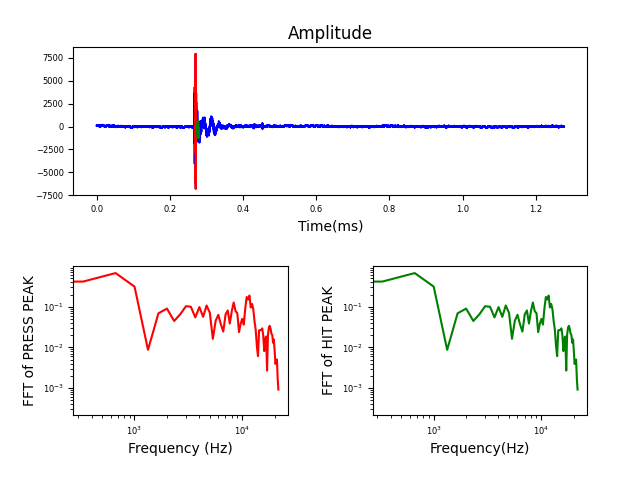 Amplitude
7500
5000
2500
0
−2500
−5000
−7500
0.0 0.2 0.4 0.6 0.8 1.0 1.2
Time(ms)
FFT of PRESS PEAK
10⁻¹
10⁻²
10⁻³
10³ 10⁴
Frequency (Hz)
FFT of HIT PEAK
10⁻¹
10⁻²
10⁻³
10³ 10⁴
Frequency(Hz)